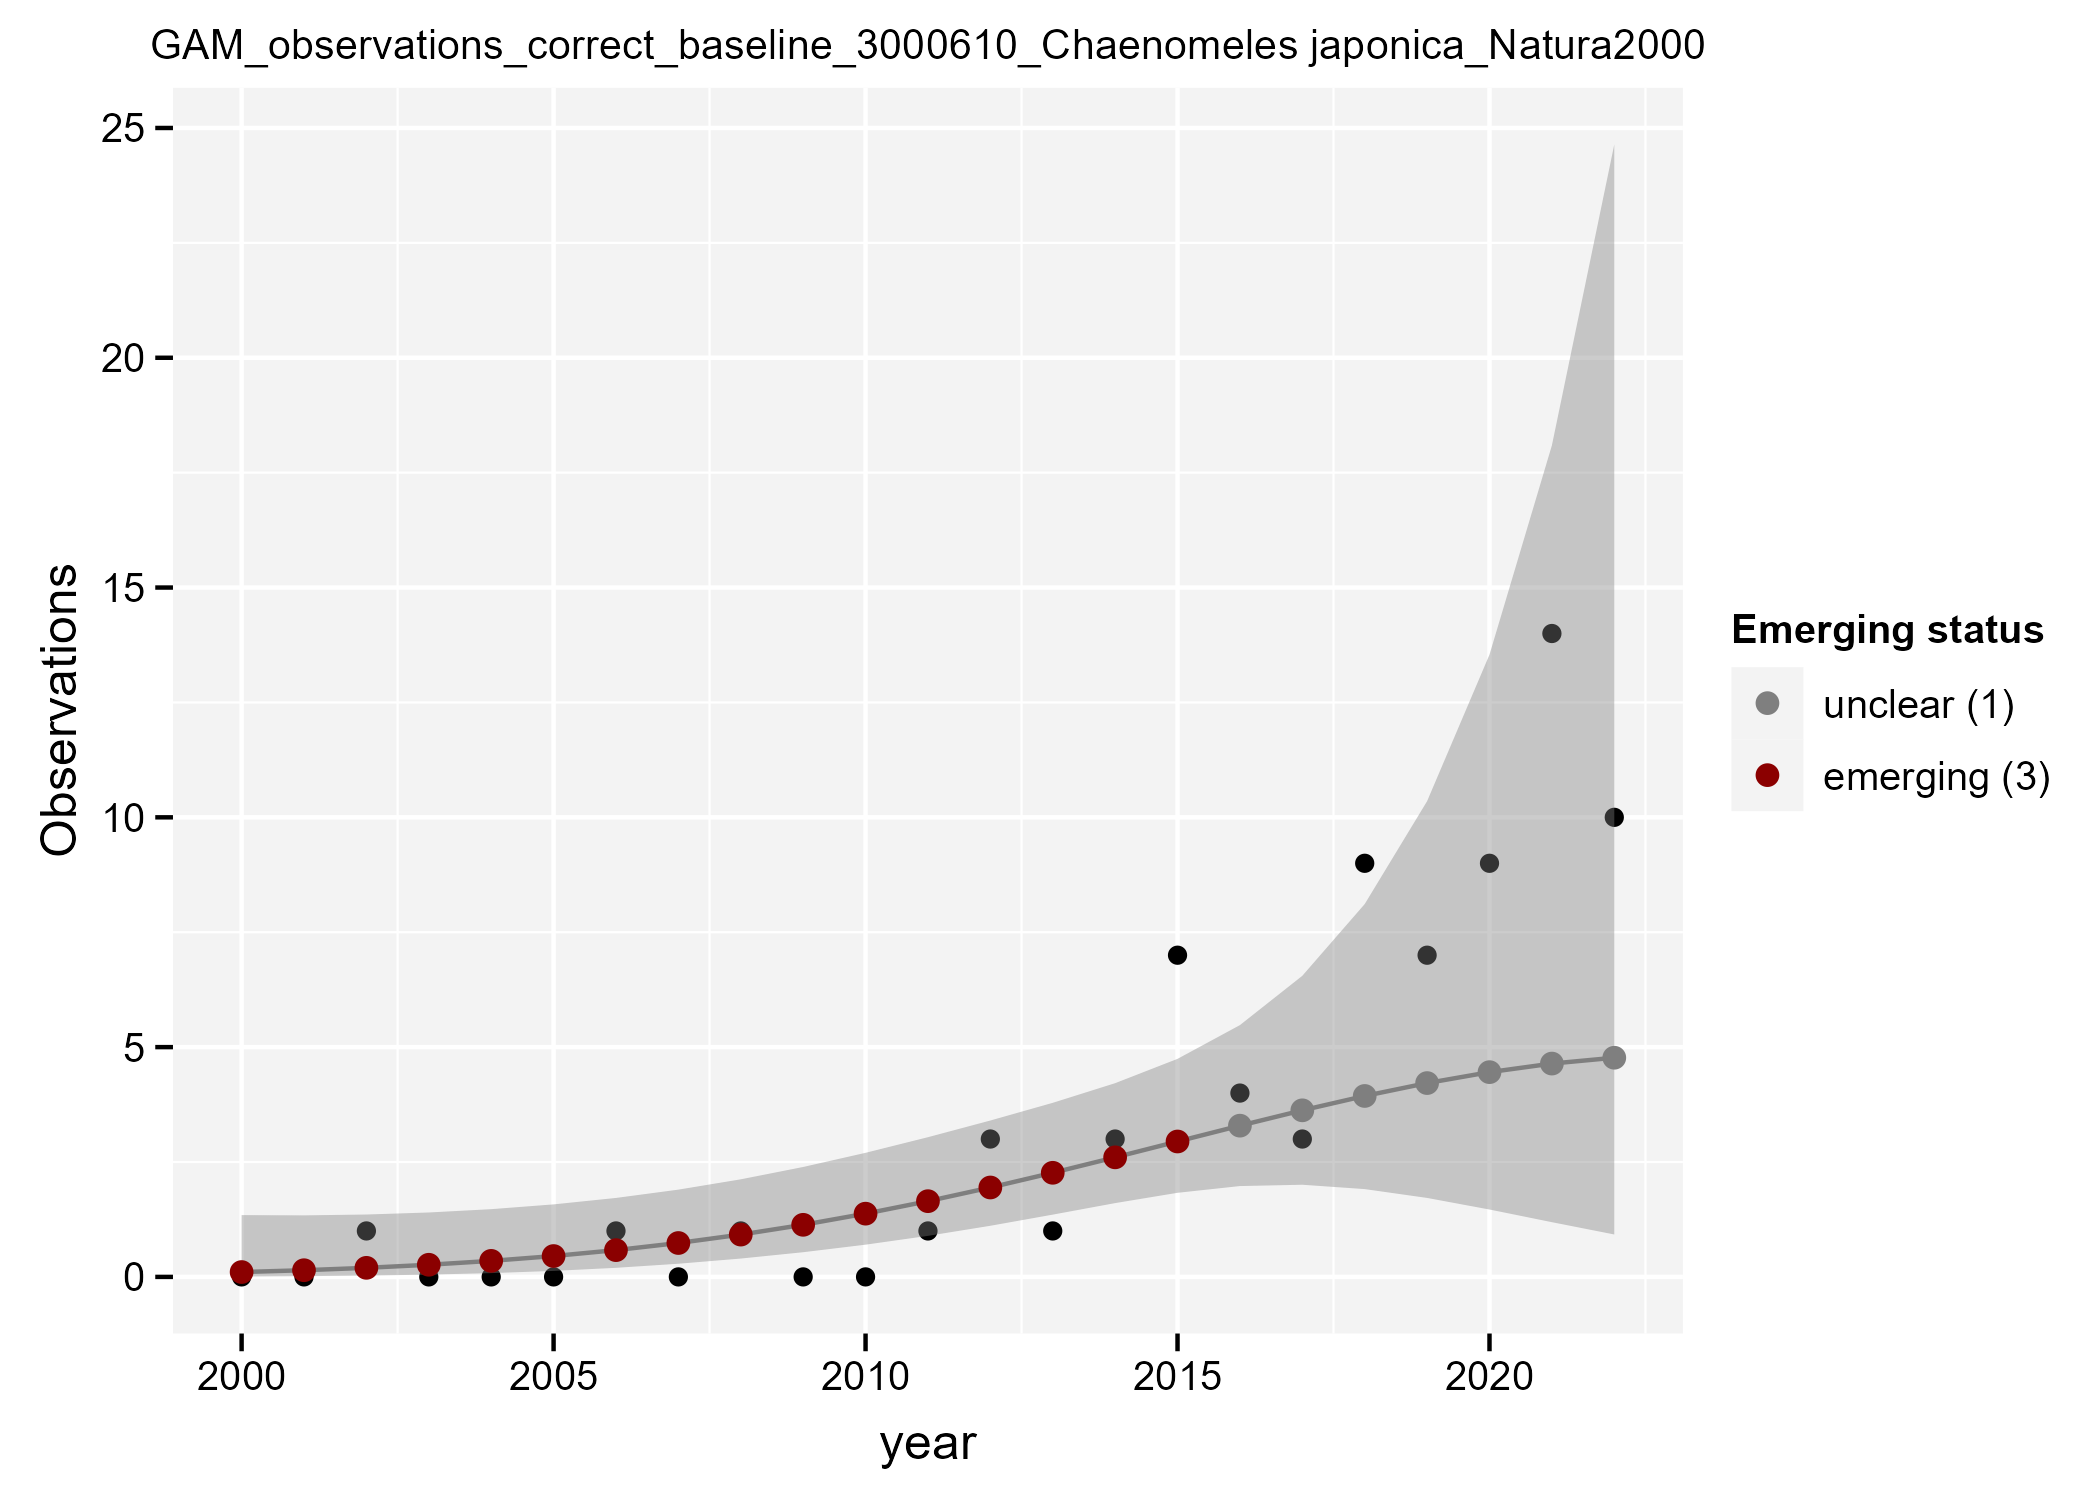 GAM_observations_correct_baseline_3000610_Chaenomeles japonica_Natura2000
25
20
15
10
5
0
Observations
2000 2005 2010 2015 2020
year
Emerging status
unclear (1)
emerging (3)